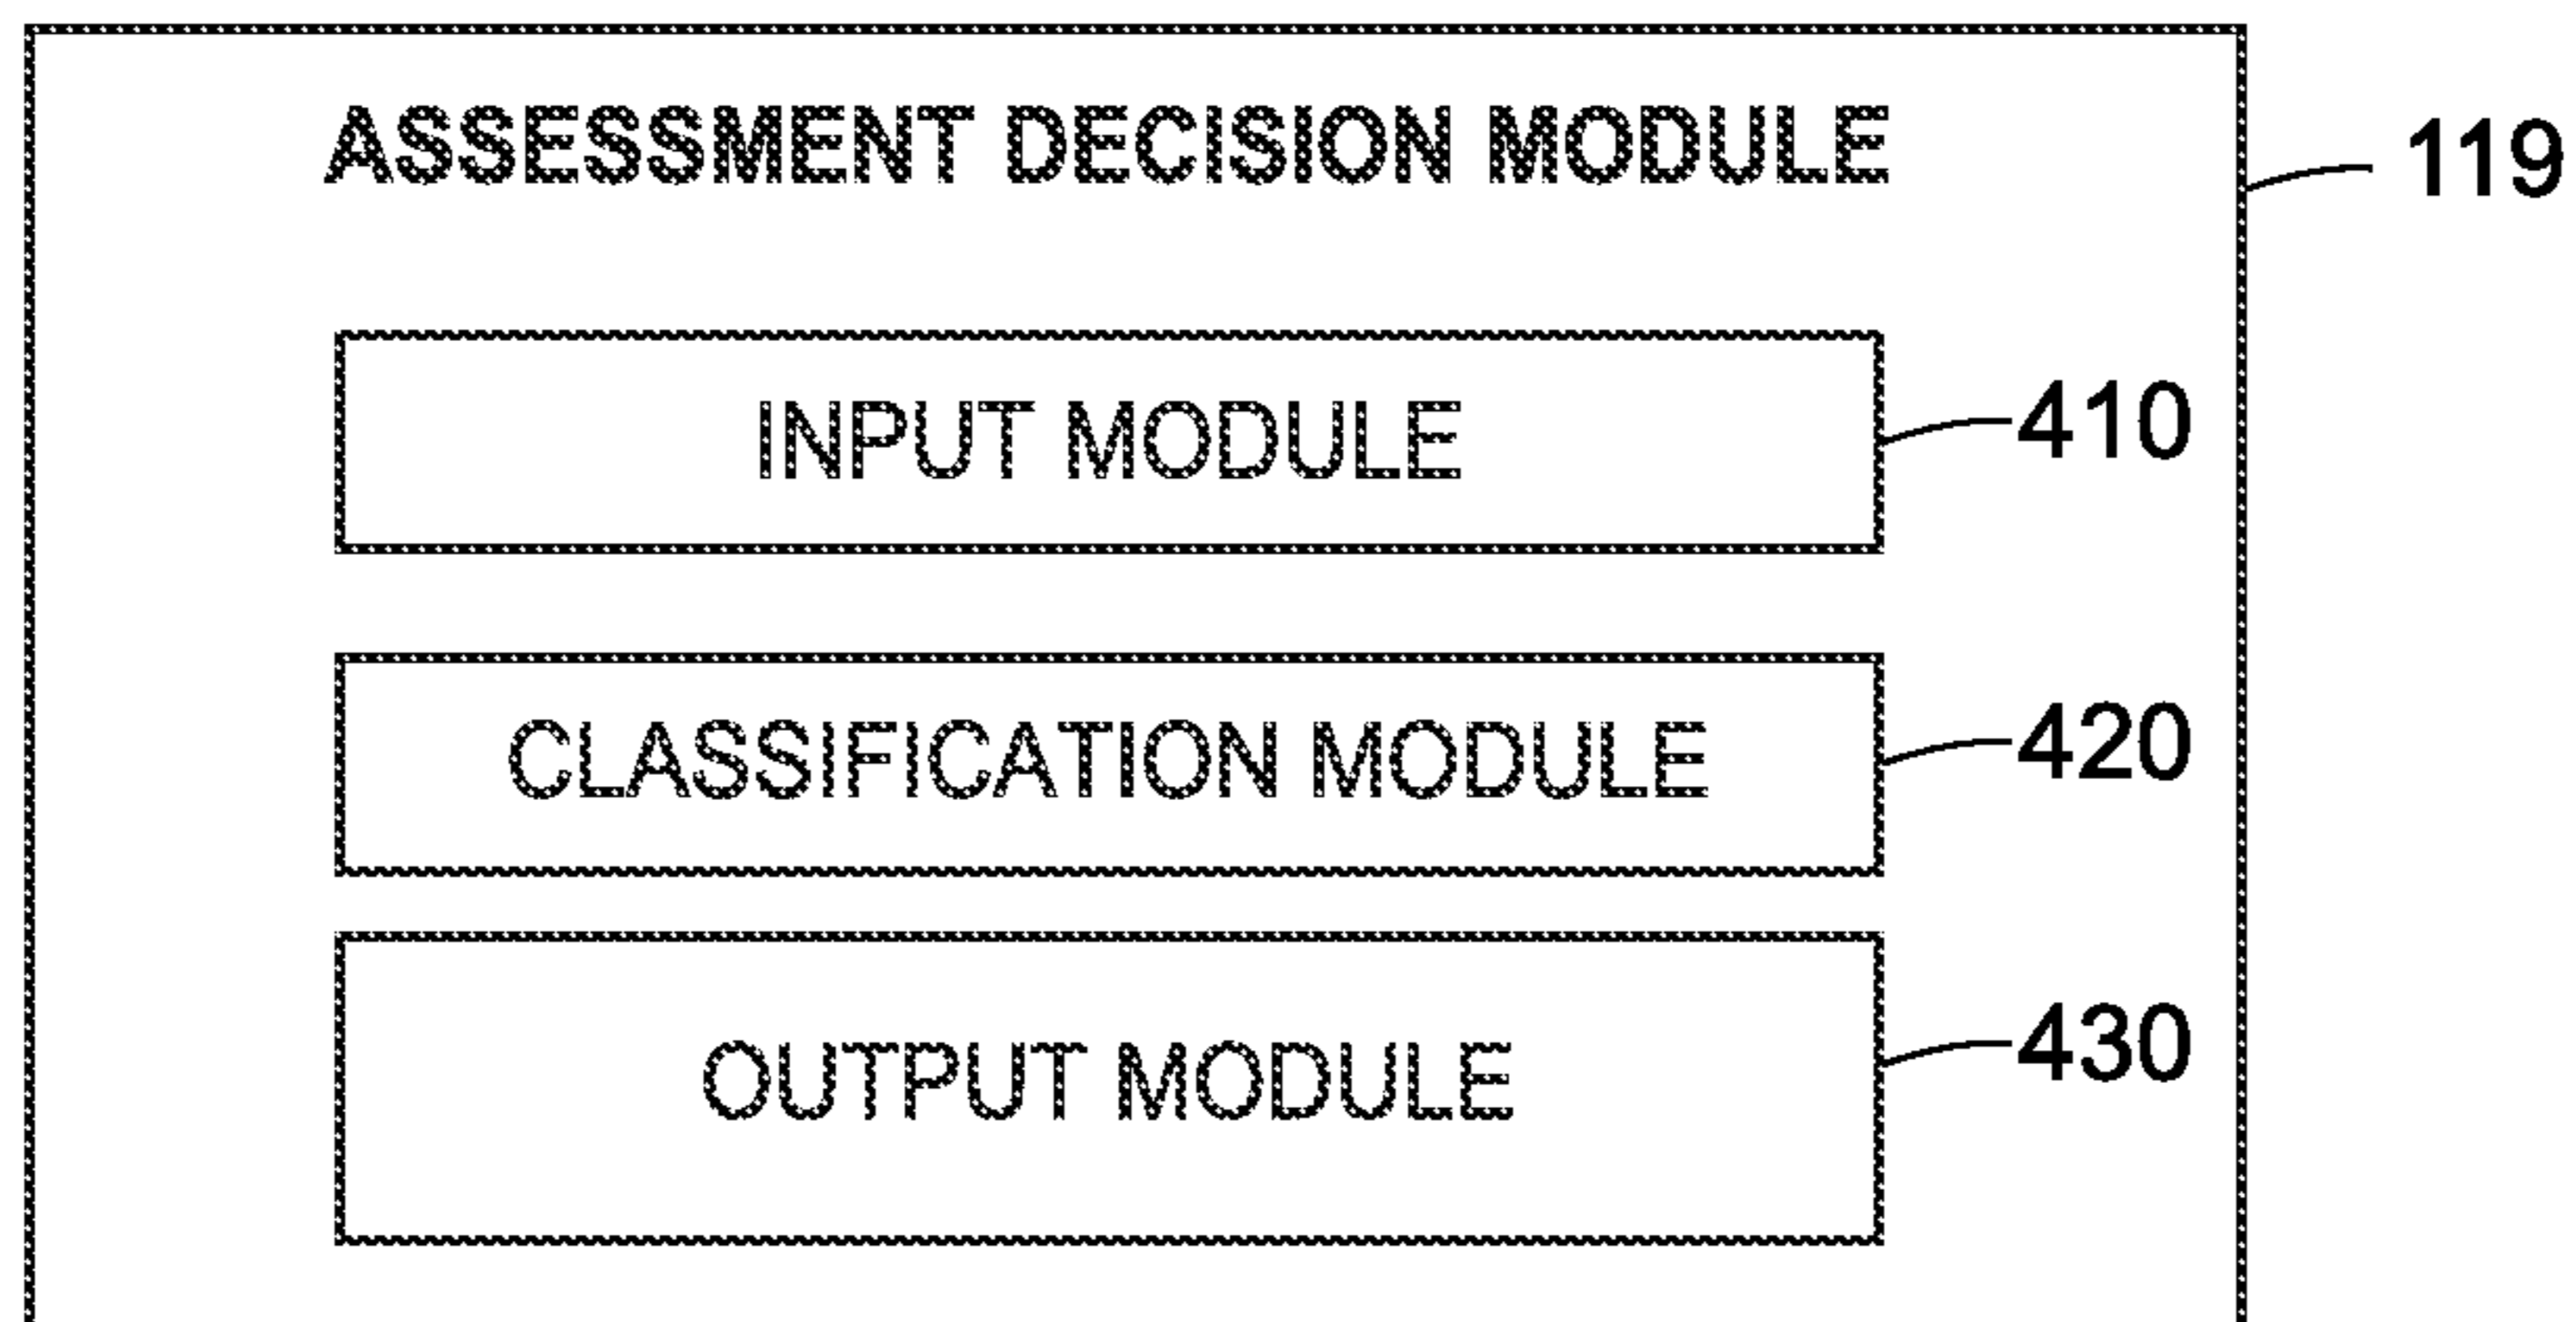 ASSESSMENT DECISION MODULE
119
INPUT MODULE
410
CLASSIFICATION MODULE
420
OUTPUT MODULE
430